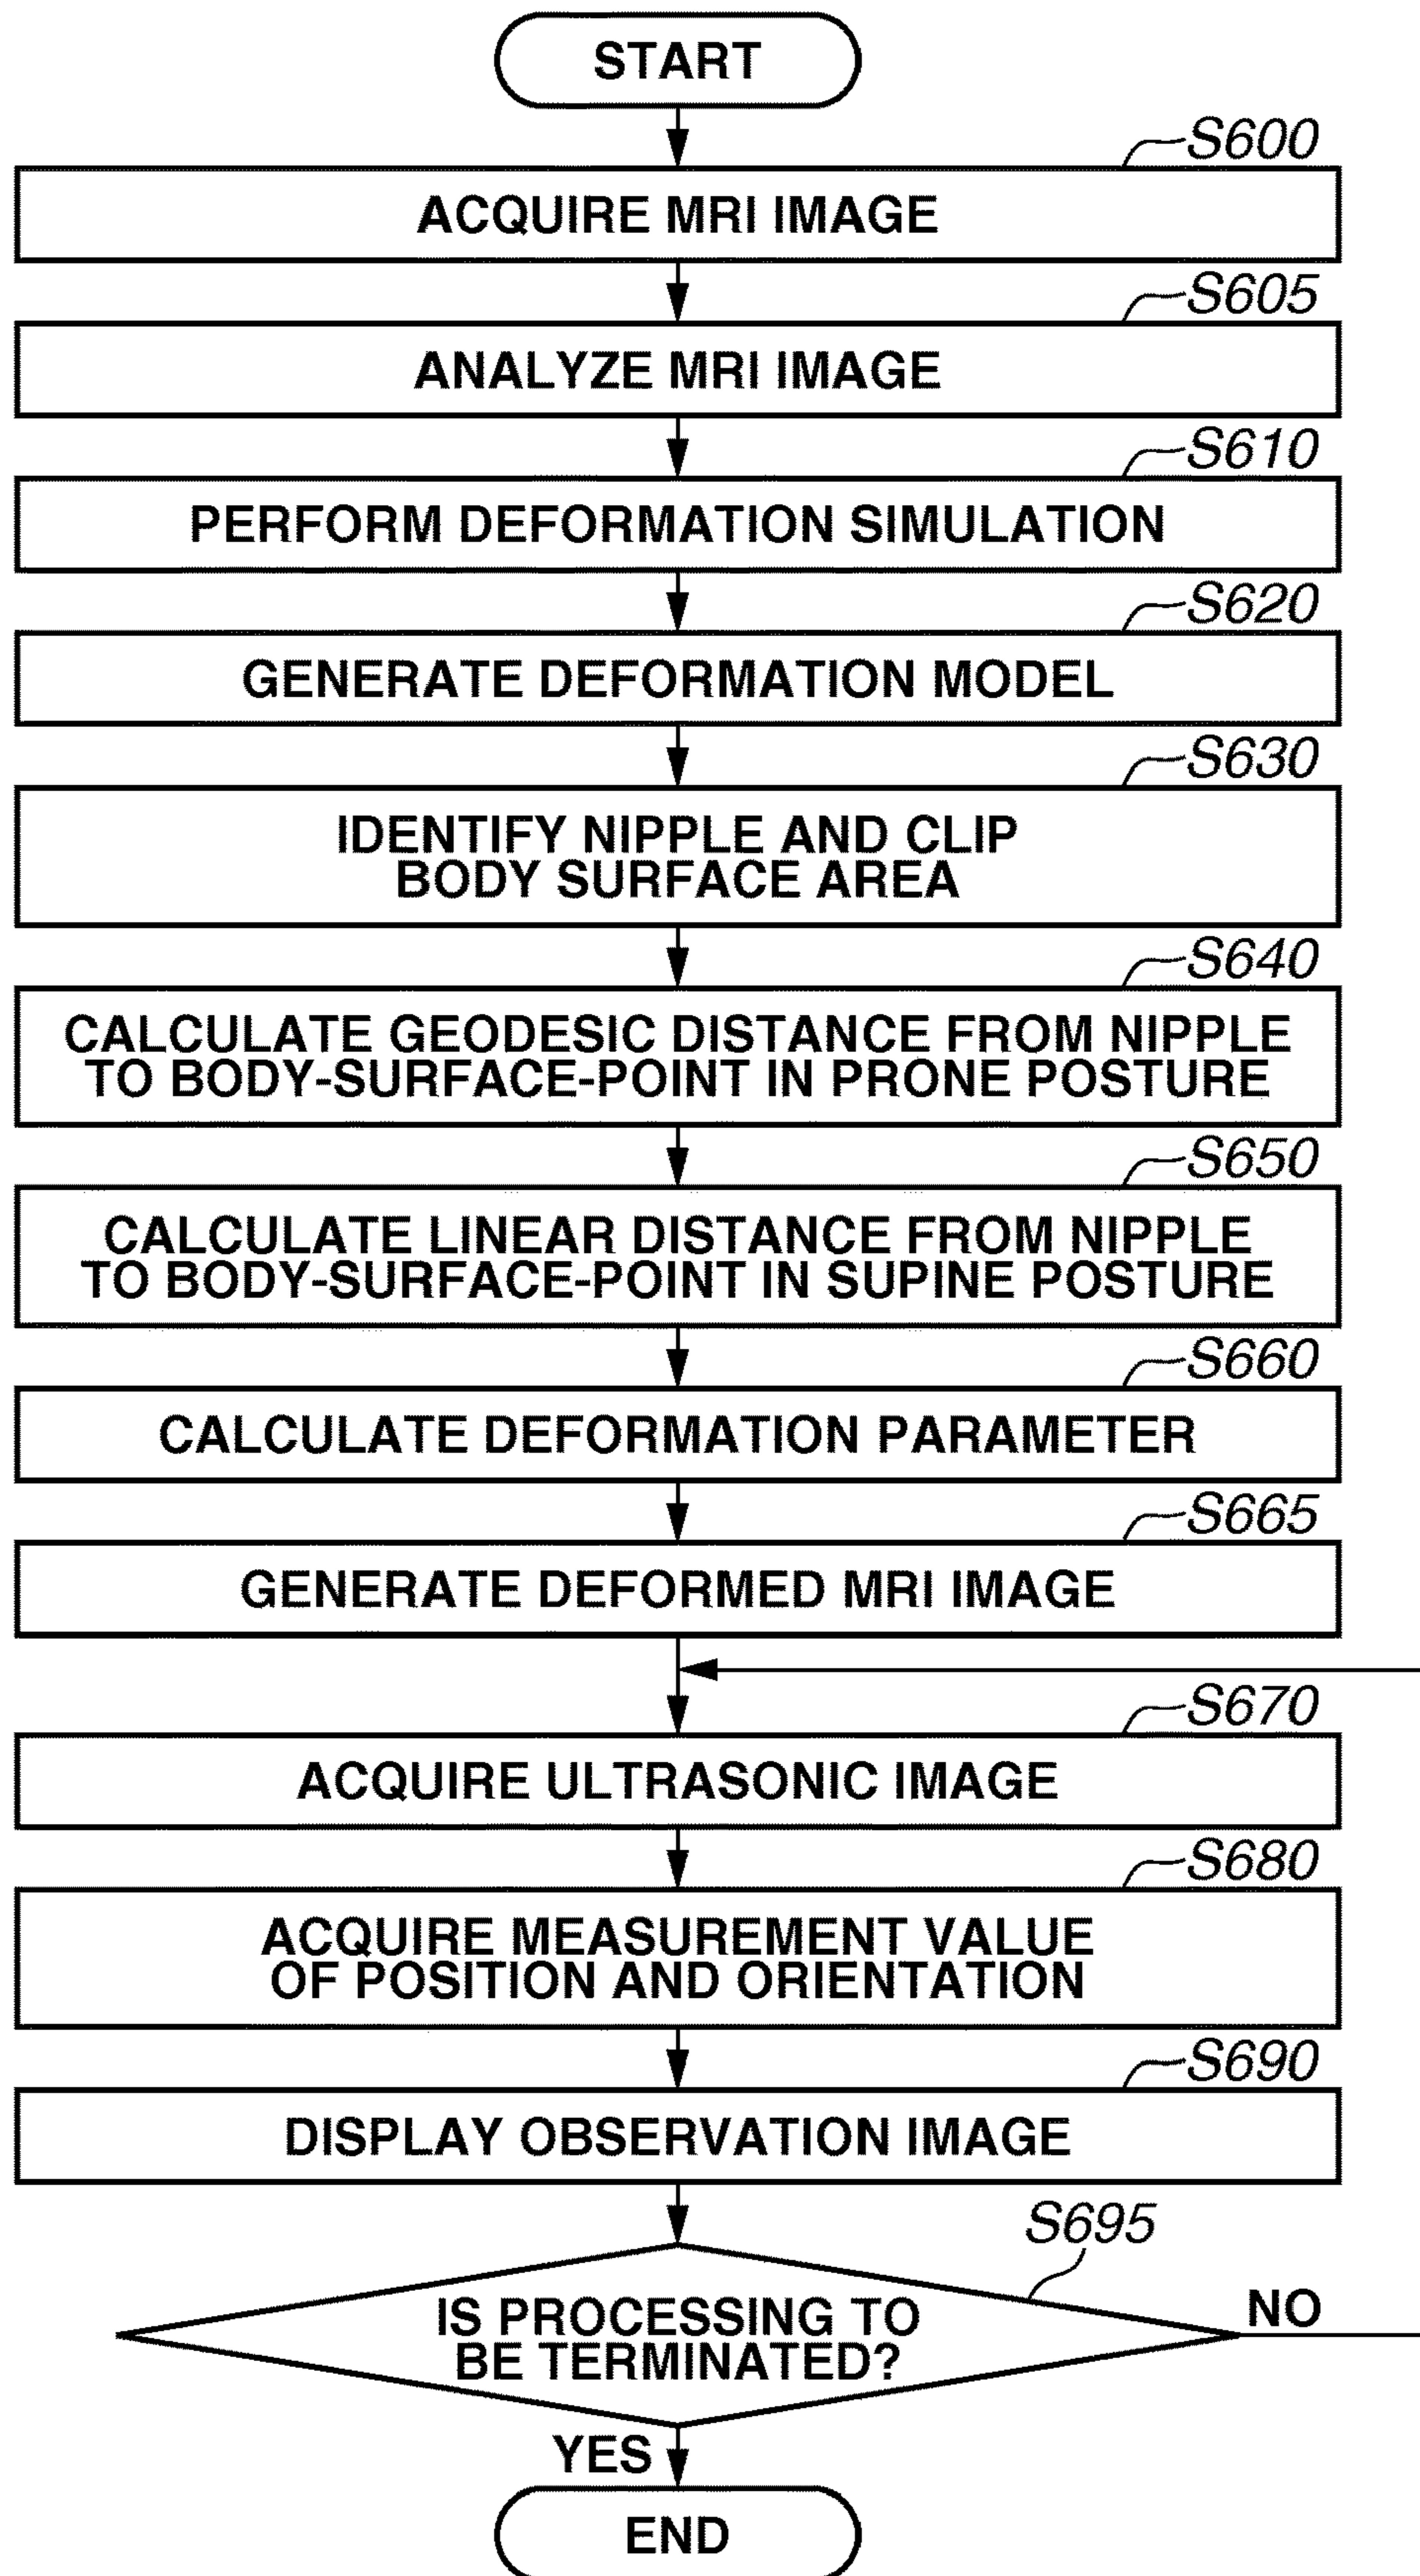 START
S600
ACQUIRE MRI IMAGE
S605
ANALYZE MRI IMAGE
S610
PERFORM DEFORMATION SIMULATION
S620
GENERATE DEFORMATION MODEL
S630
IDENTIFY NIPPLE AND CLIP
BODY SURFACE AREA
S640
CALCULATE GEODESIC DISTANCE FROM NIPPLE
TO BODY-SURFACE-POINT IN PRONE POSTURE
S650
CALCULATE LINEAR DISTANCE FROM NIPPLE
TO BODY-SURFACE-POINT IN SUPINE POSTURE
S660
CALCULATE DEFORMATION PARAMETER
S665
GENERATE DEFORMED MRI IMAGE
S670
ACQUIRE ULTRASONIC IMAGE
S680
ACQUIRE MEASUREMENT VALUE
OF POSITION AND ORIENTATION
S690
DISPLAY OBSERVATION IMAGE
S695
IS PROCESSING TO
BE TERMINATED?
NO
YES
END